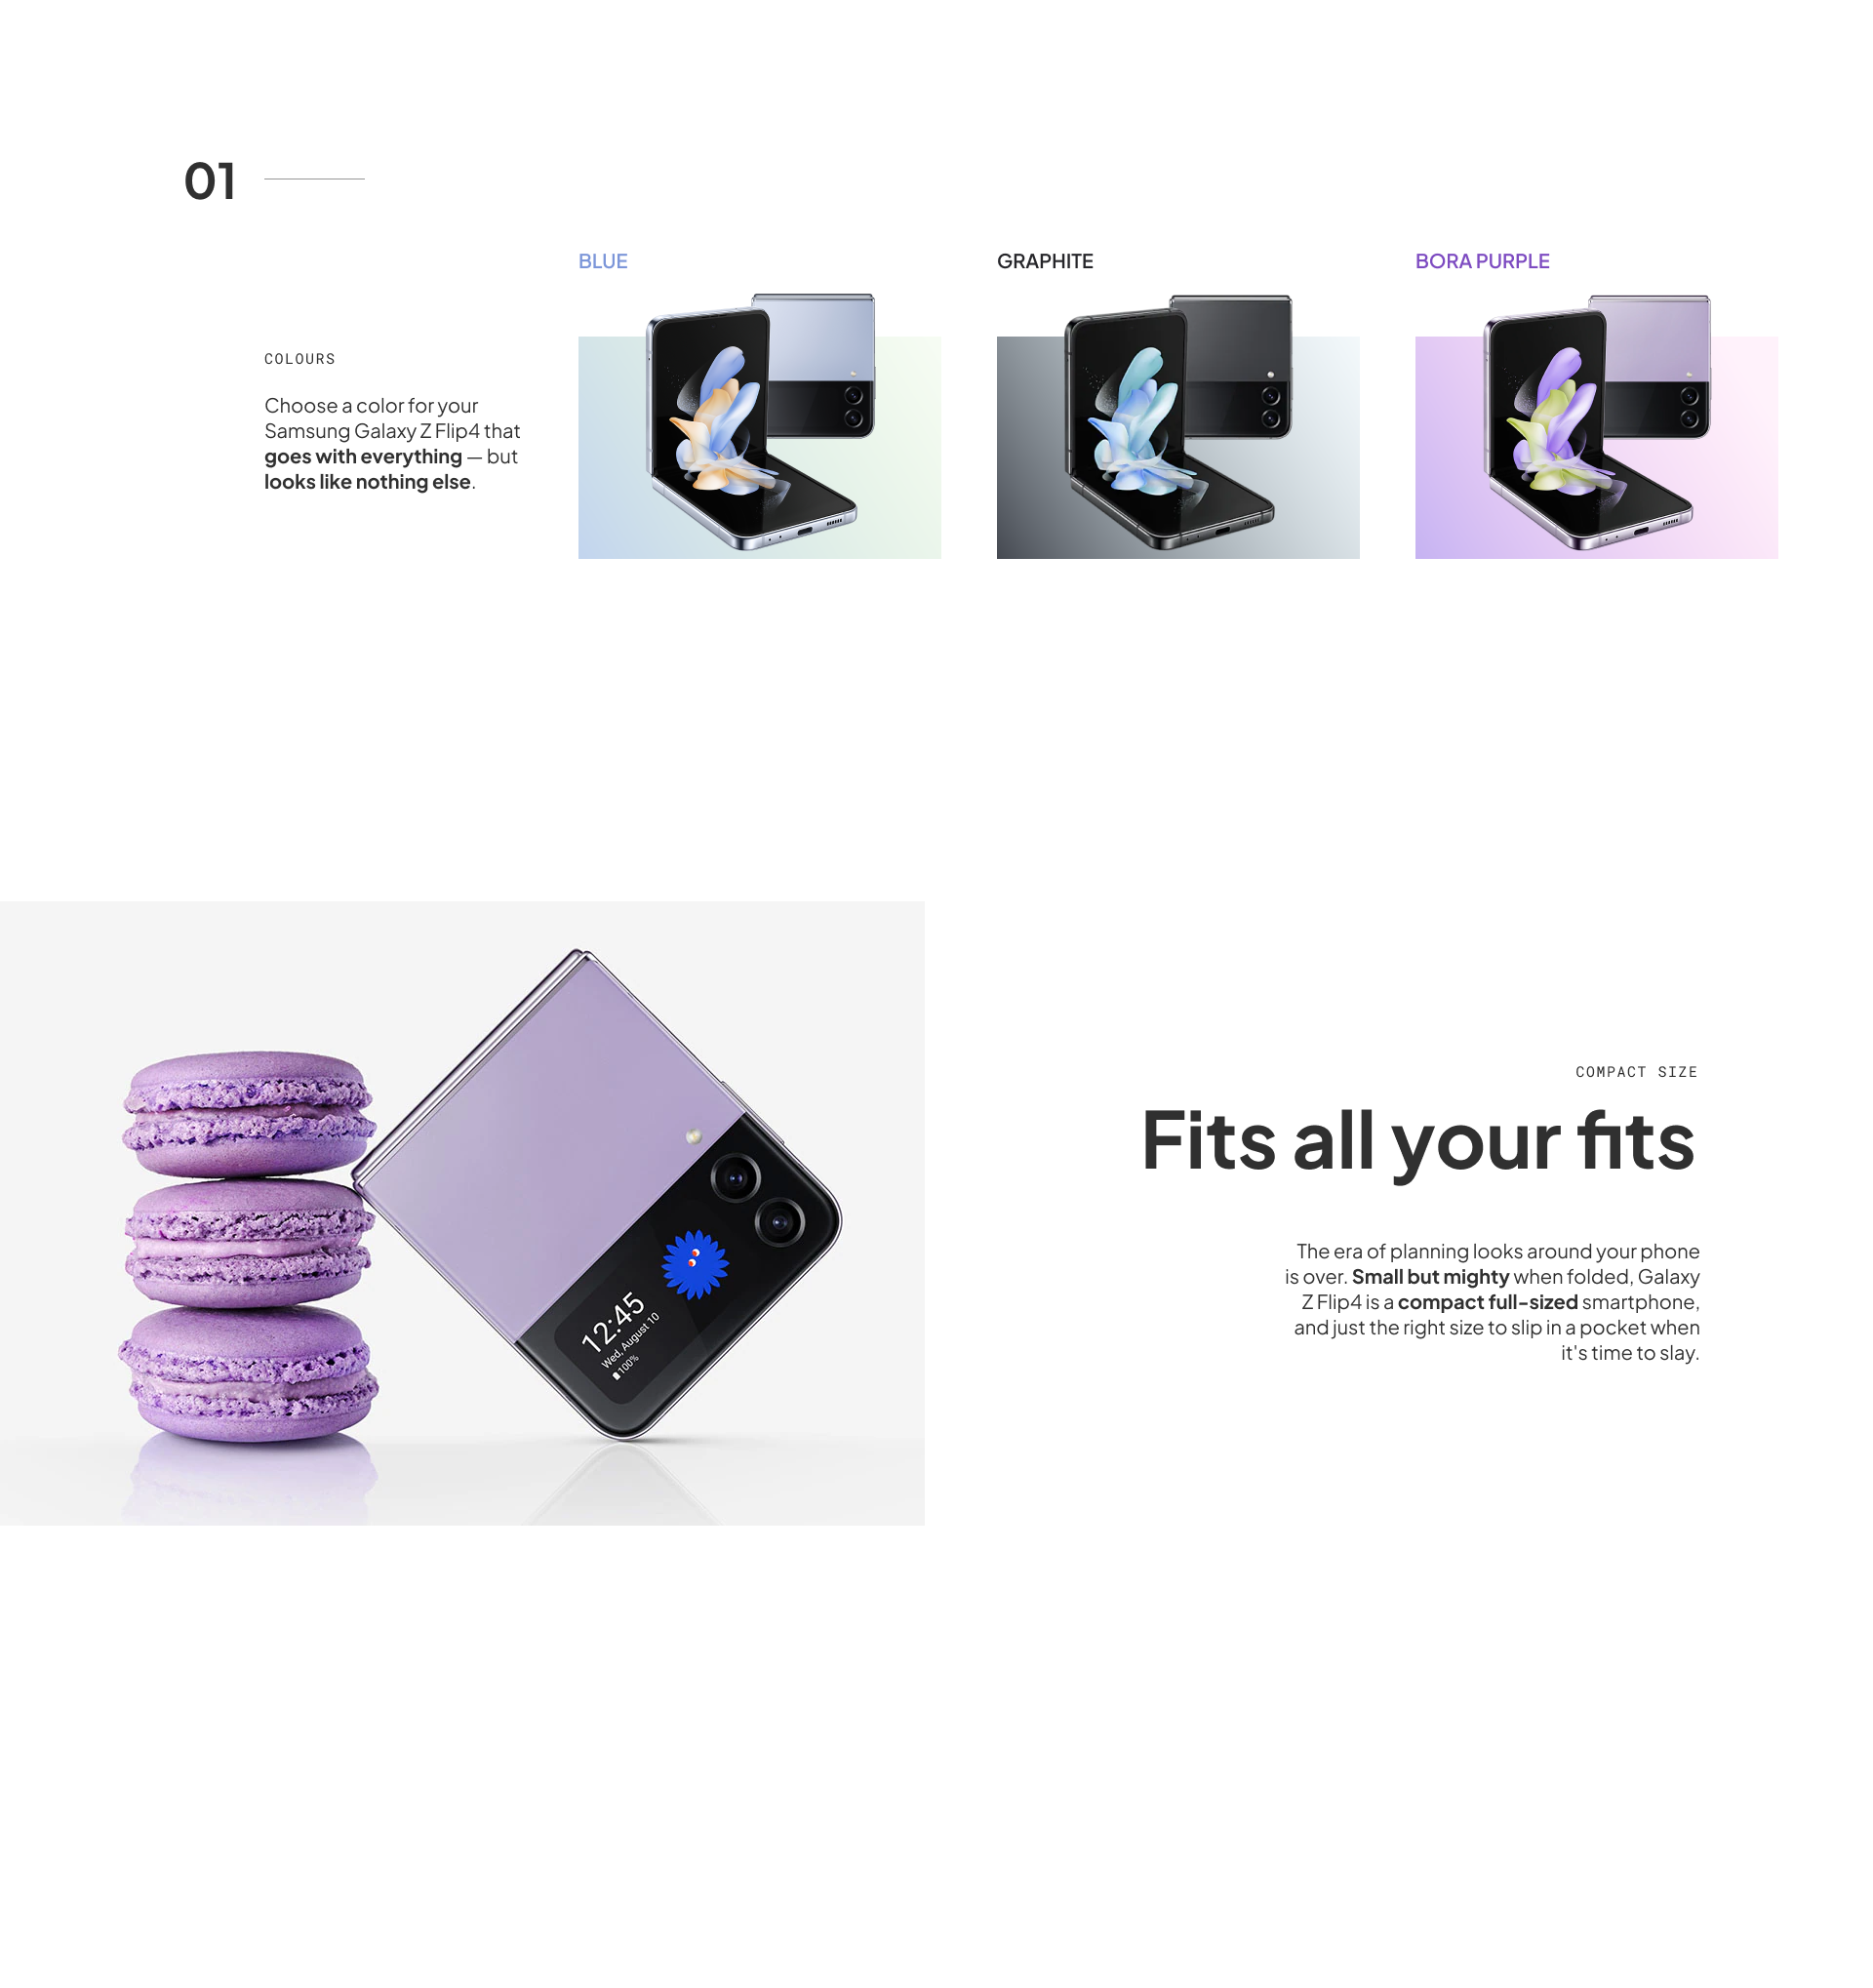 01
BLUE
GRAPHITE
BORA PURPLE
COLOURS
Choose a color for your
Samsung Galaxy Z Flip4 that
goes with everything — but
looks like nothing else.
12:45
Wed, August 10
100%
COMPACT SIZE
Fits all your fits
The era of planning looks around your phone
is over. Small but mighty when folded, Galaxy
Z Flip4 is a compact full-sized smartphone,
and just the right size to slip in a pocket when
it's time to slay.